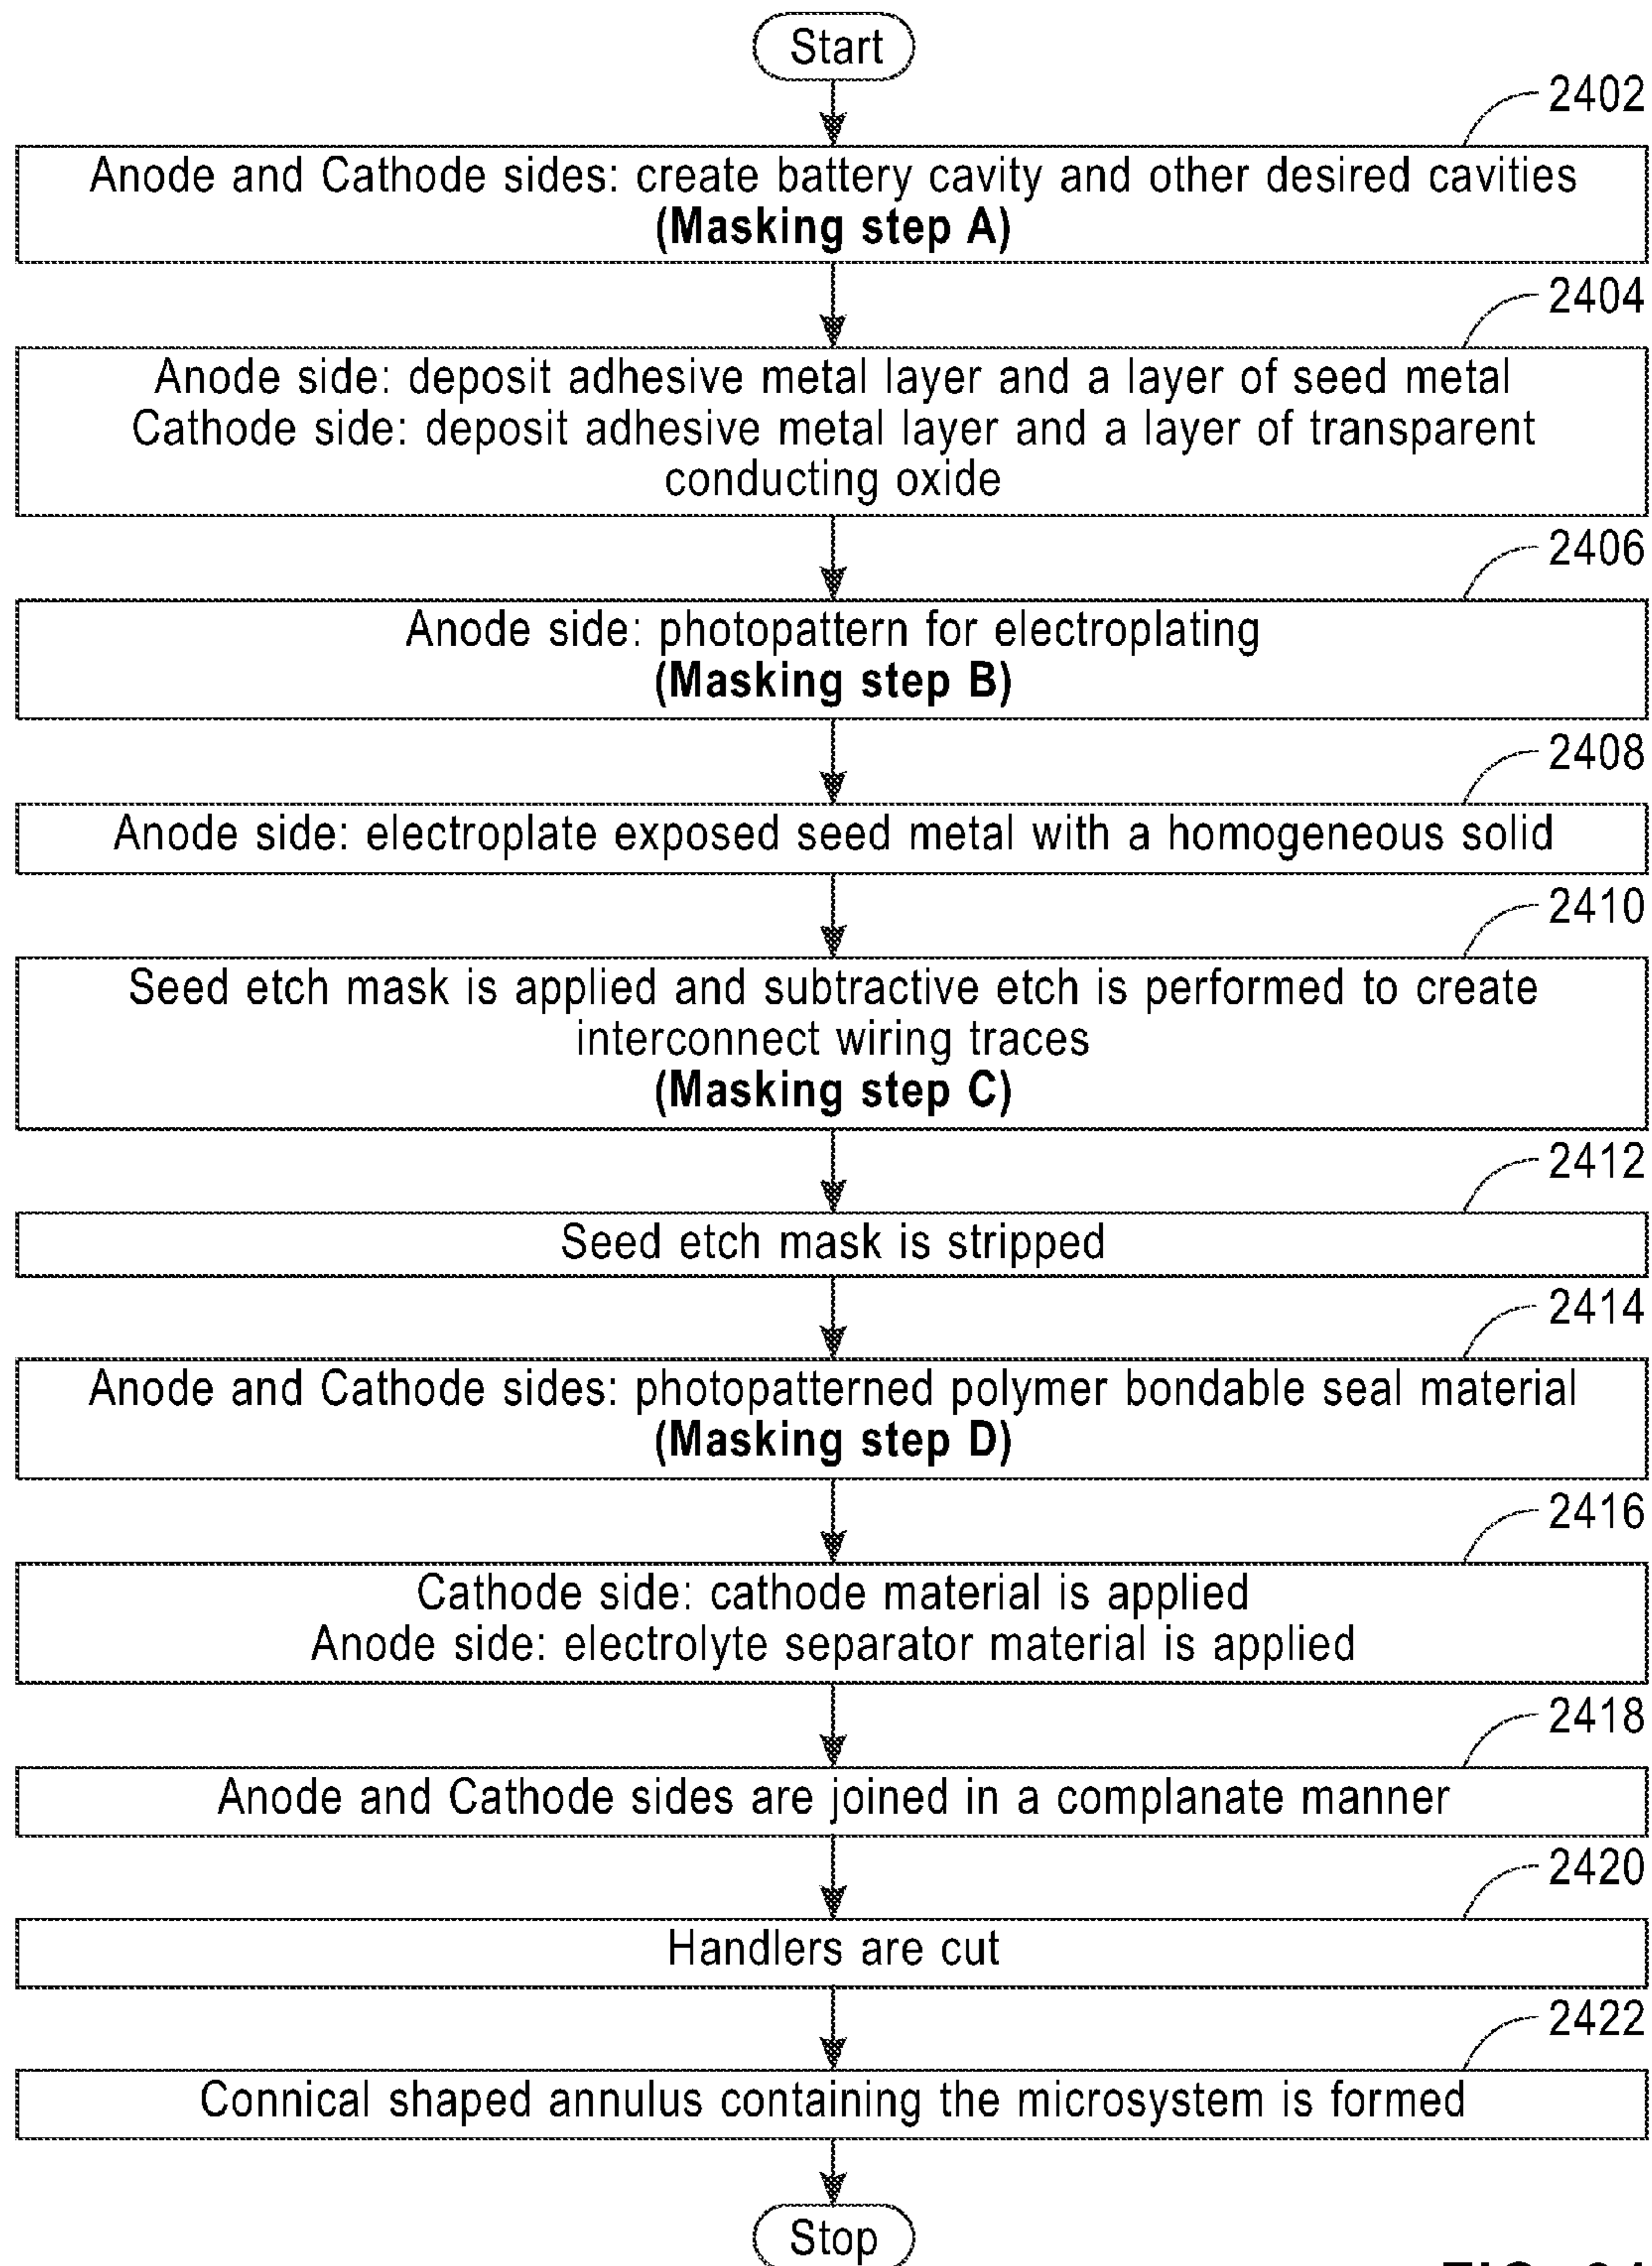 Start
2402
Anode and Cathode sides: create battery cavity and other desired cavities
(Masking step A)
2404
Anode side: deposit adhesive metal layer and a layer of seed metal
Cathode side: deposit adhesive metal layer and a layer of transparent
conducting oxide
2406
Anode side: photopattern for electroplating
(Masking step B)
2408
Anode side: electroplate exposed seed metal with a homogeneous solid
2410
Seed etch mask is applied and subtractive etch is performed to create
interconnect wiring traces
(Masking step C)
2412
Seed etch mask is stripped
2414
Anode and Cathode sides: photopatterned polymer bondable seal material
(Masking step D)
2416
Cathode side: cathode material is applied
Anode side: electrolyte separator material is applied
2418
Anode and Cathode sides are joined in a complanate manner
2420
Handlers are cut
2422
Connical shaped annulus containing the microsystem is formed
Stop